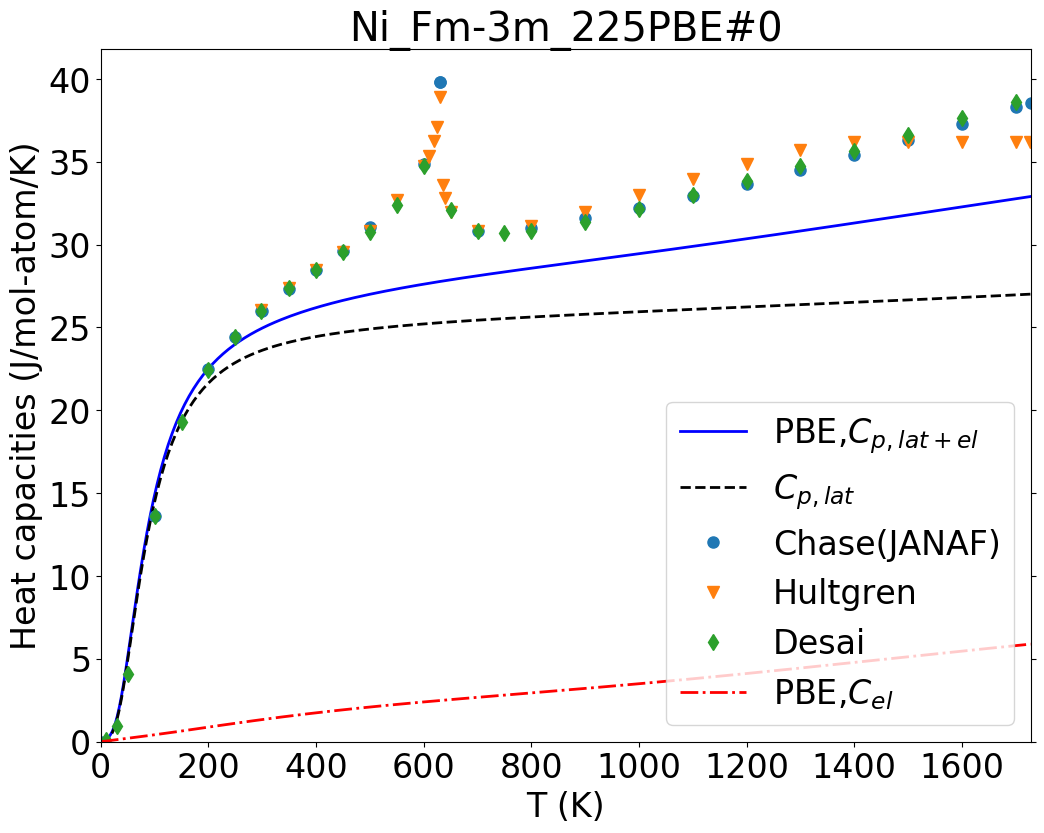 Ni_Fm-3m_225PBE#0
Heat capacities (J/mol-atom/K)
40
35
30
25
20
15
10
5
0
PBE,C_{p,lat+el}
C_{p,lat}
Chase(JANAF)
Hultgren
Desai
PBE,C_{el}
0 200 400 600 800 1000 1200 1400 1600
T (K)